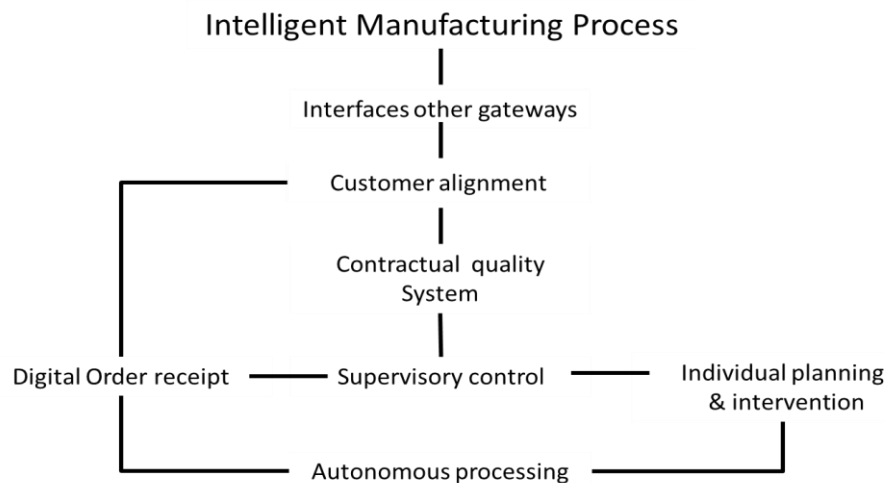 Intelligent Manufacturing Process
Interfaces other gateways
Customer alignment
Contractual quality
System
Digital Order receipt
Supervisory control
Individual planning
& intervention
Autonomous processing